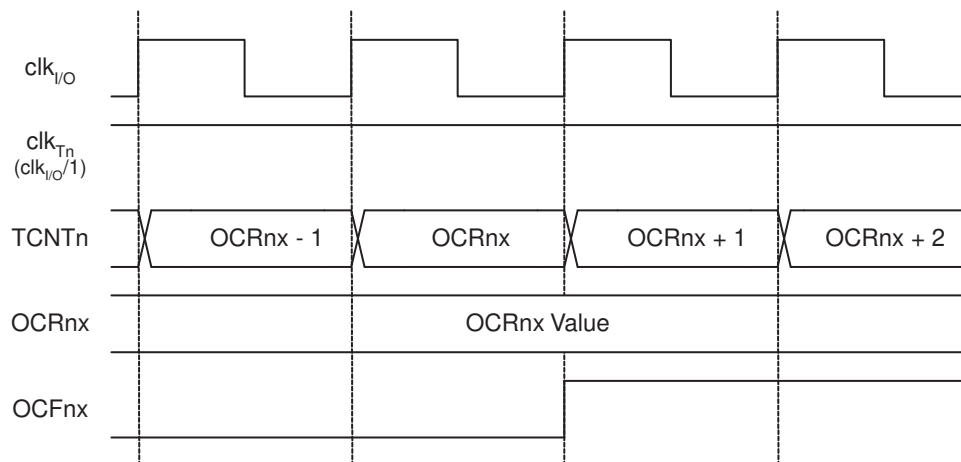 clkI/O
clkTn
(clkI/O/1)
TCNTn
OCRnx - 1
OCRnx
OCRnx + 1
OCRnx + 2
OCRnx
OCRnx Value
OCFnx